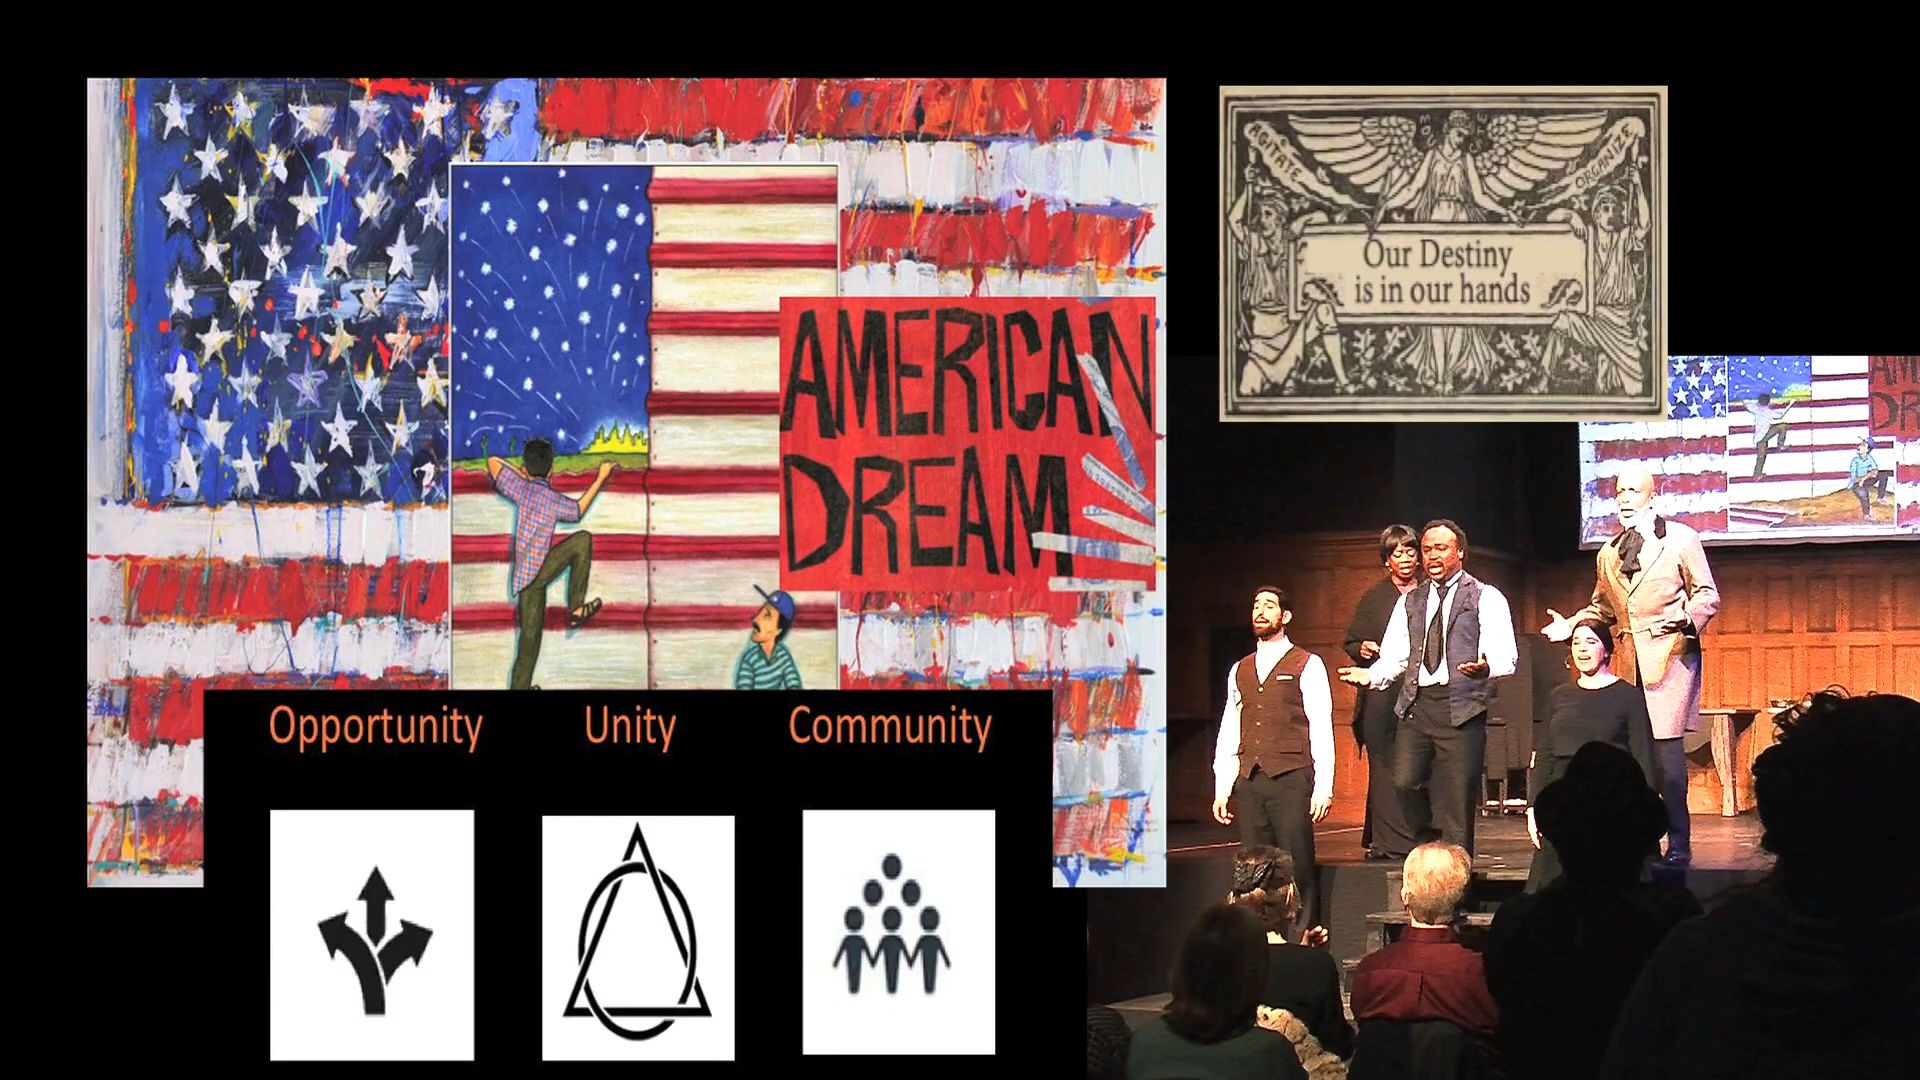 AMERICAN
DREAM
AGITATE
ORGANIZE
Our Destiny
is in our hands
Opportunity
Unity
Community